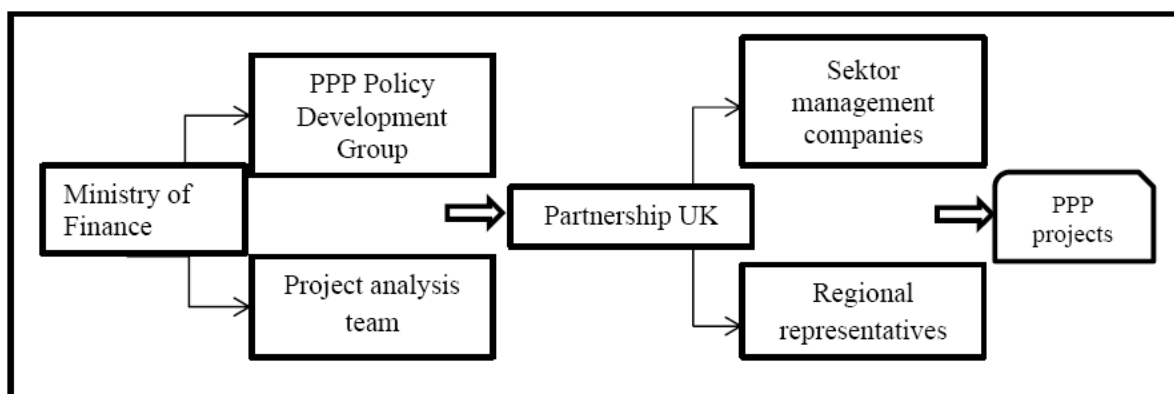 PPP Policy
Development
Group
Ministry of
Finance
Project analysis
team
Partnership UK
Sektor
management
companies
Regional
representatives
PPP
projects